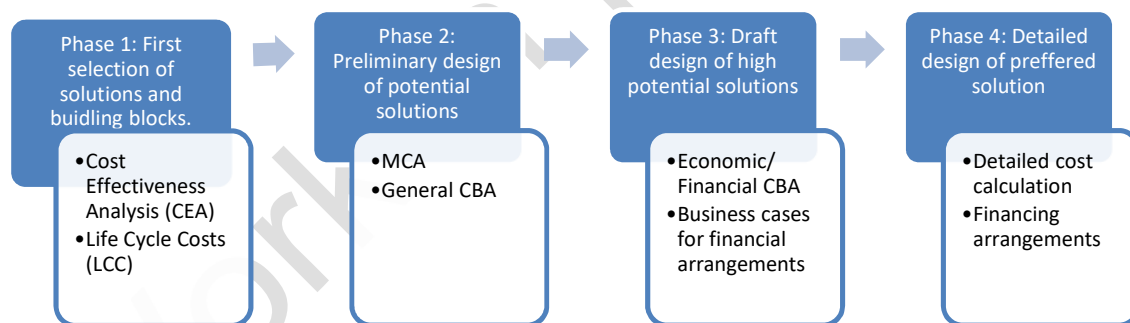 Phase 1: First
selection of
solutions and
buidling blocks.
•Cost
Effectiveness
Analysis (CEA)
•Life Cycle Costs
(LCC)
Phase 2:
Preliminary design
of potential
solutions
•MCA
•General CBA
Phase 3: Draft
design of high
potential solutions
•Economic/
Financial CBA
•Business cases
for financial
arrangements
Phase 4: Detailed
design of preffered
solution
•Detailed cost
calculation
•Financing
arrangements